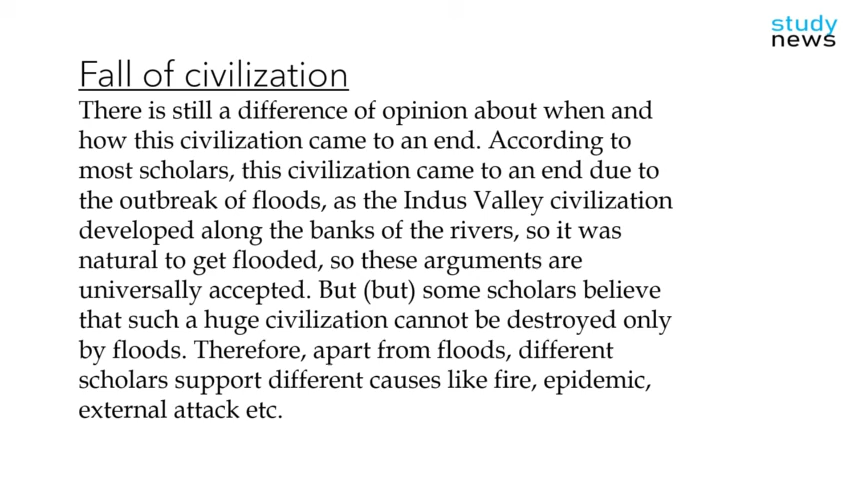 study
news
Fall of civilization
There is still a difference of opinion about when and
how this civilization came to an end. According to
most scholars, this civilization came to an end due to
the outbreak of floods, as the Indus Valley civilization
developed along the banks of the rivers, so it was
natural to get flooded, so these arguments are
universally accepted. But (but) some scholars believe
that such a huge civilization cannot be destroyed only
by floods. Therefore, apart from floods, different
scholars support different causes like fire, epidemic,
external attack etc.